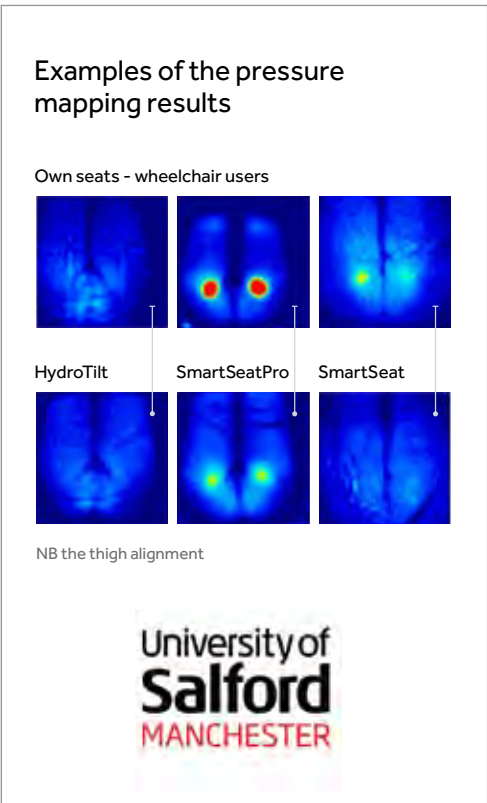 Examples of the pressure
mapping results
Own seats - wheelchair users
HydroTilt
SmartSeatPro
SmartSeat
NB the thigh alignment
University of
Salford
MANCHESTER